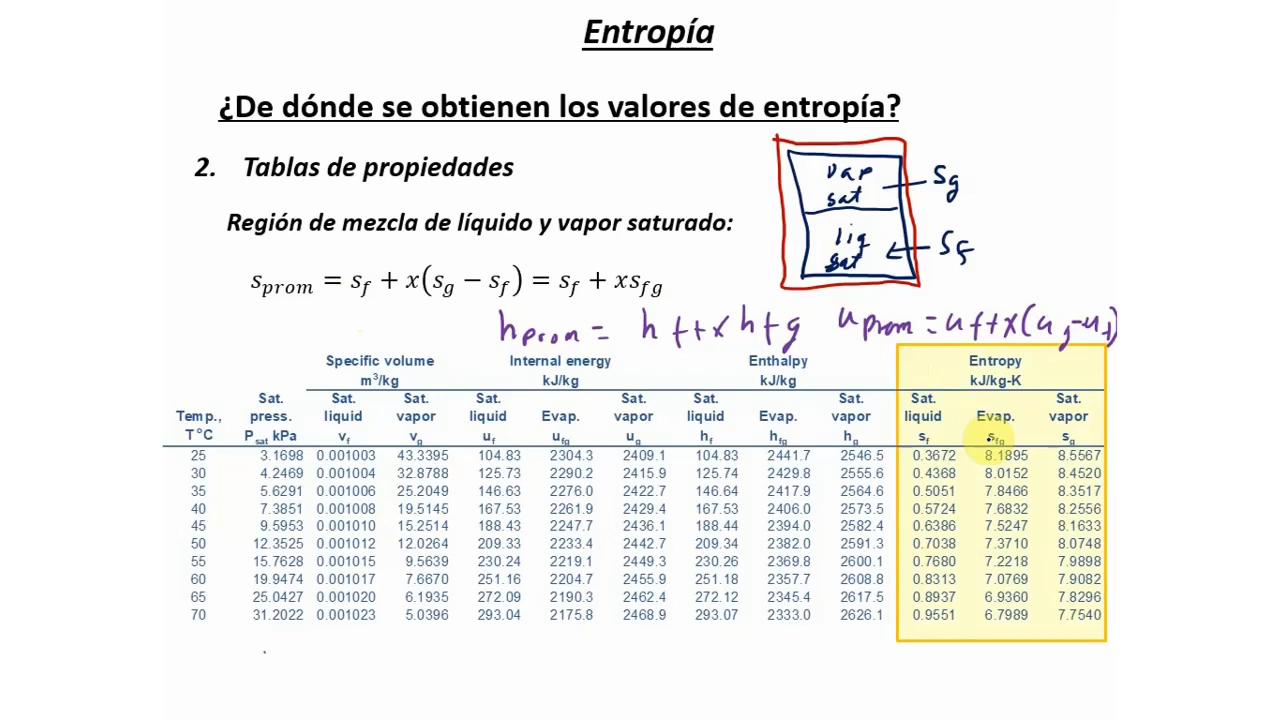 Entropía
¿De dónde se obtienen los valores de entropía?
2. Tablas de propiedades
Región de mezcla de líquido y vapor saturado:
vap
sat
sg
liq
sat
sf
s_prom = s_f + x(s_g − s_f) = s_f + xs_fg
h prom = hf + x hfg uprom = uf + x(ug − uf)
Specific volume Internal energy Enthalpy Entropy
m³/kg kJ/kg kJ/kg kJ/kg-K
Sat. Sat. Sat. Sat. Sat. Sat. Sat. Sat. Sat.
Temp., press. liquid vapor liquid Evap. vapor liquid Evap. vapor liquid Evap. vapor
T°C P_sat kPa v_f v_g u_f u_fg u_g h_f h_fg h_g s_f s_fg s_g
25 3.1698 0.001003 43.3395 104.83 2304.3 2409.1 104.83 2441.7 2546.5 0.3672 8.1895 8.5567
30 4.2469 0.001004 32.8788 125.73 2290.2 2415.9 125.74 2429.8 2555.6 0.4368 8.0152 8.4520
35 5.6291 0.001006 25.2049 146.63 2276.0 2422.7 146.64 2417.9 2564.6 0.5051 7.8466 8.3517
40 7.3851 0.001008 19.5145 167.53 2261.9 2429.4 167.53 2406.0 2573.5 0.5724 7.6832 8.2556
45 9.5953 0.001010 15.2514 188.43 2247.7 2436.1 188.44 2394.0 2582.4 0.6386 7.5247 8.1633
50 12.3525 0.001012 12.0264 209.33 2233.4 2442.7 209.34 2382.0 2591.3 0.7038 7.3710 8.0748
55 15.7628 0.001015 9.5639 230.24 2219.1 2449.3 230.26 2369.8 2600.1 0.7680 7.2218 7.9898
60 19.9474 0.001017 7.6670 251.16 2204.7 2455.9 251.18 2357.7 2608.8 0.8313 7.0769 7.9082
65 25.0427 0.001020 6.1935 272.09 2190.3 2462.4 272.12 2345.4 2617.5 0.8937 6.9360 7.8296
70 31.2022 0.001023 5.0396 293.04 2175.8 2468.9 293.07 2333.0 2626.1 0.9551 6.7989 7.7540